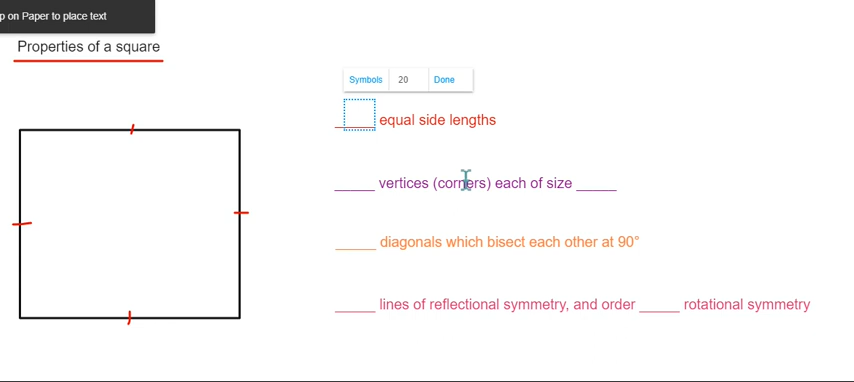 p on Paper to place text
Properties of a square
Symbols 20 Done
_____ equal side lengths
_____ vertices (corners) each of size _____
_____ diagonals which bisect each other at 90°
_____ lines of reflectional symmetry, and order _____ rotational symmetry